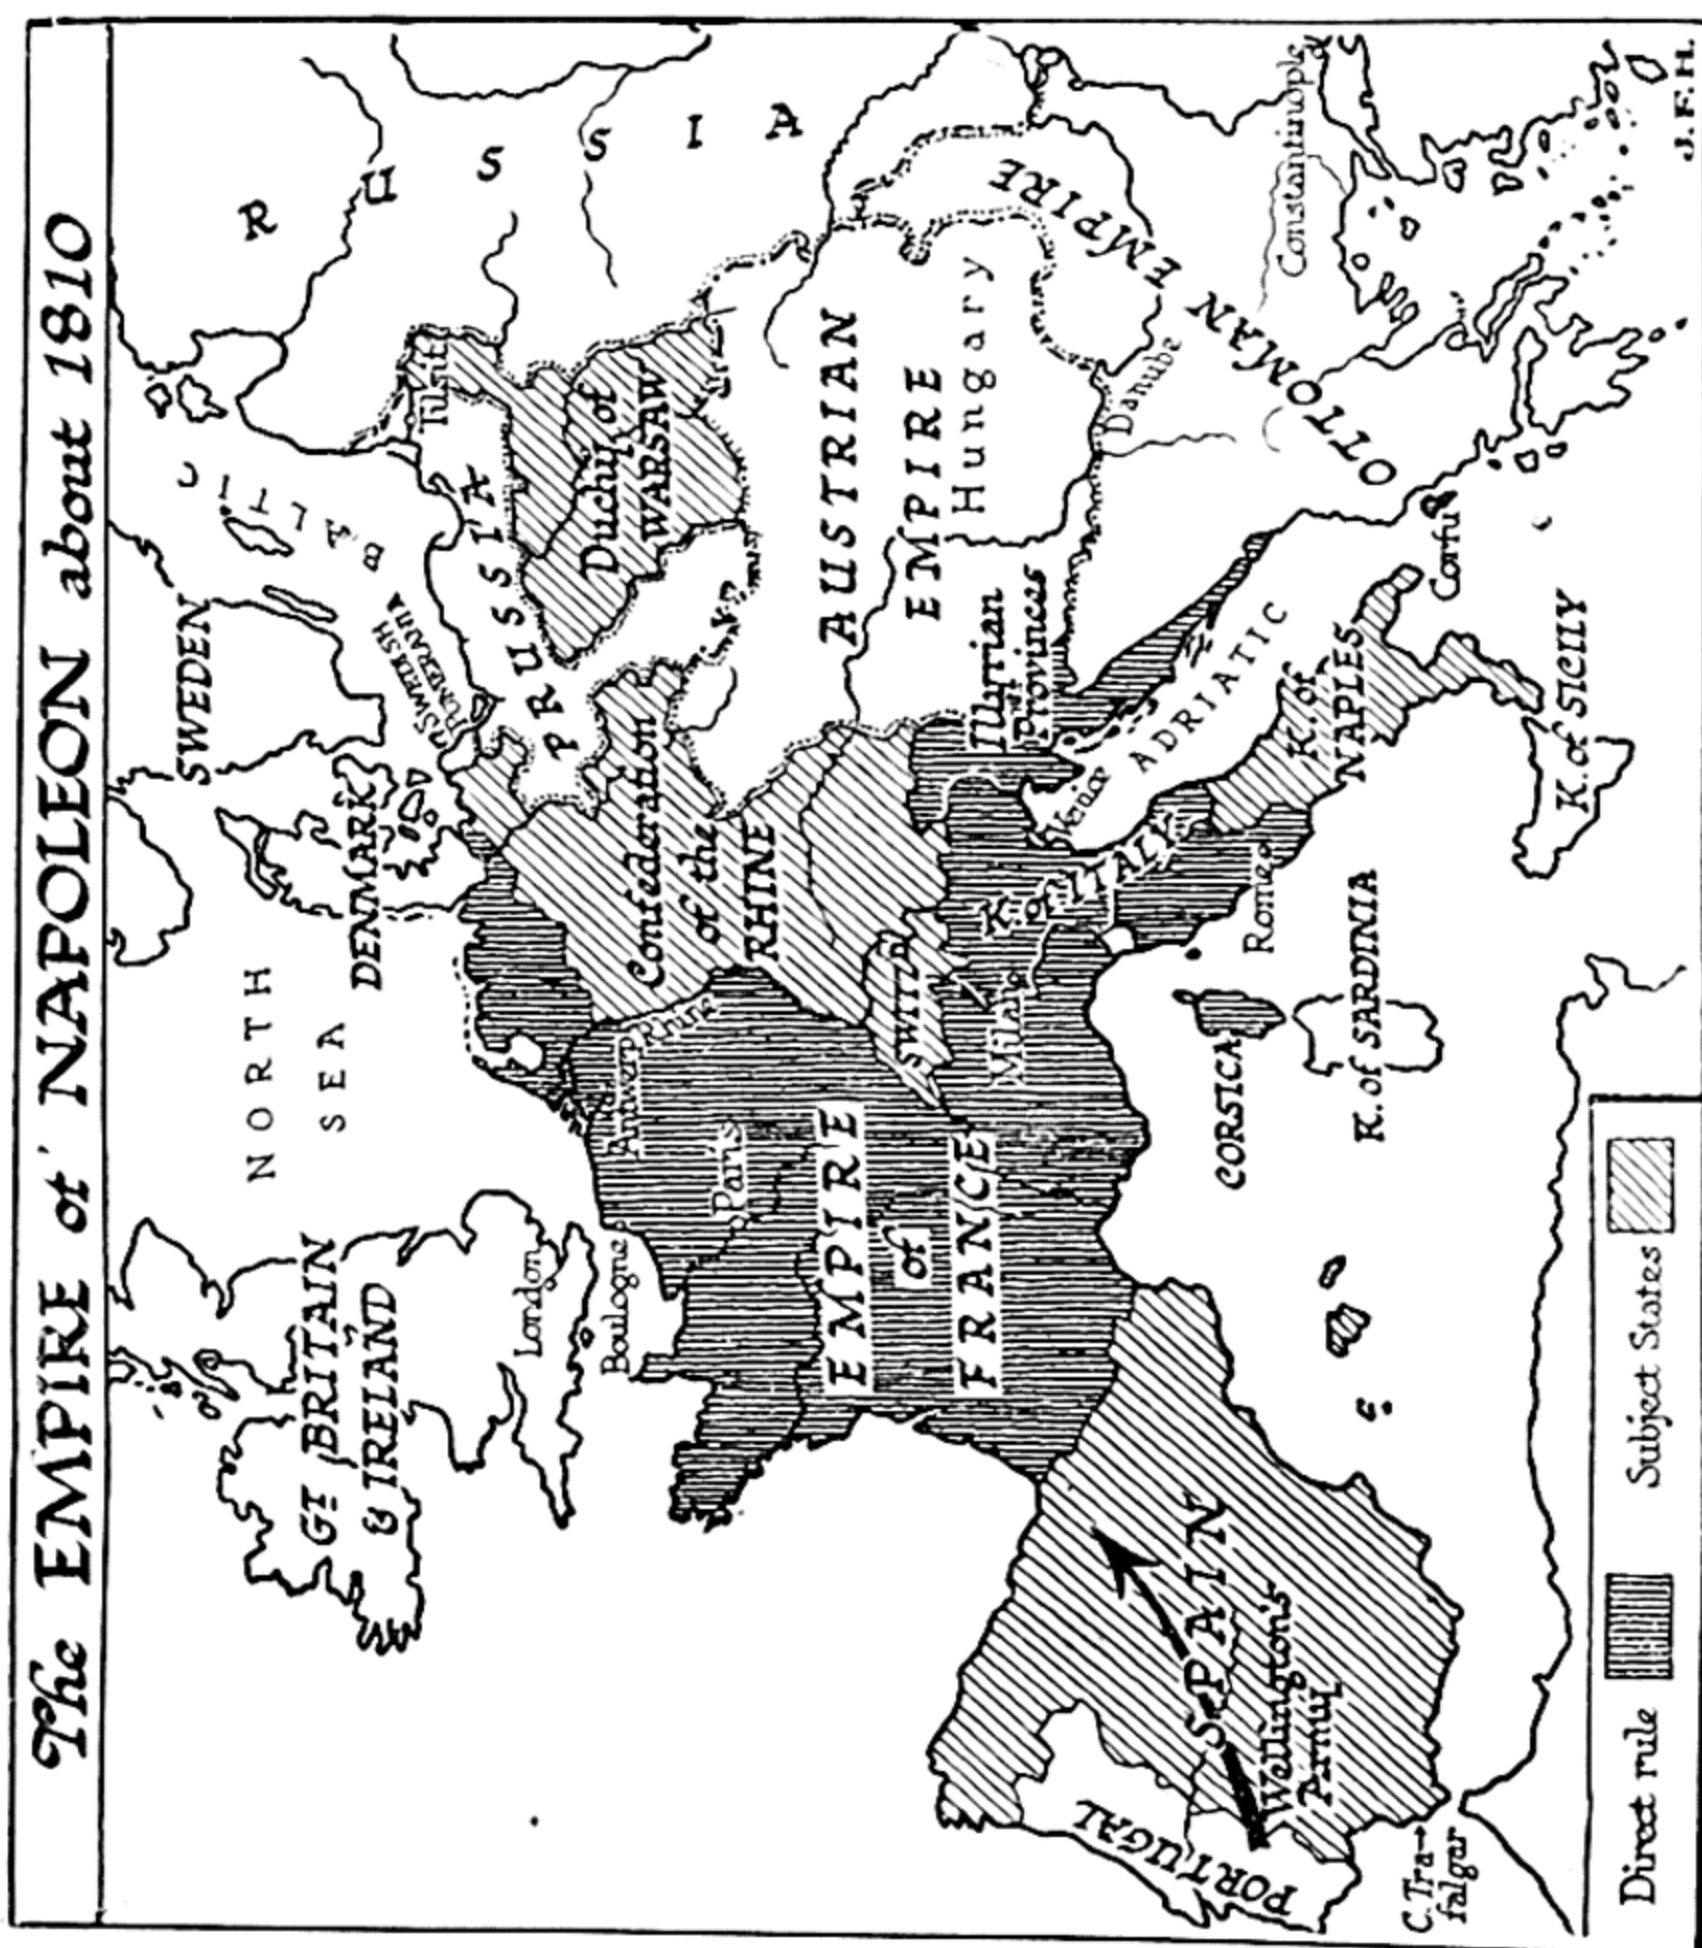 The EMPIRE of NAPOLEON about 1810
R U S S I A
SWEDEN
BALTIC
NORTH
SEA
DENMARK
SWEDISH
POMERANIA
Tilsit
GT BRITAIN
& IRELAND
London
PRUSSIA
Duchy of
WARSAW
Boulogne
Antwerp
Rhine
Confederation
of the
RHINE
Paris
EMPIRE
of
FRANCE
AUSTRIAN
EMPIRE
Hungary
SWITZD
Milan
K. of ITALY
Venice
Illyrian
Provinces
ADRIATIC
Danube
OTTOMAN EMPIRE
Constantinople
PORTUGAL
SPAIN
Wellington's
Army
C. Tra-
falgar
CORSICA
Rome
K. of
NAPLES
Corfu
K. of SARDINIA
K. of SICILY
Direct rule
Subject States
J.F.H.